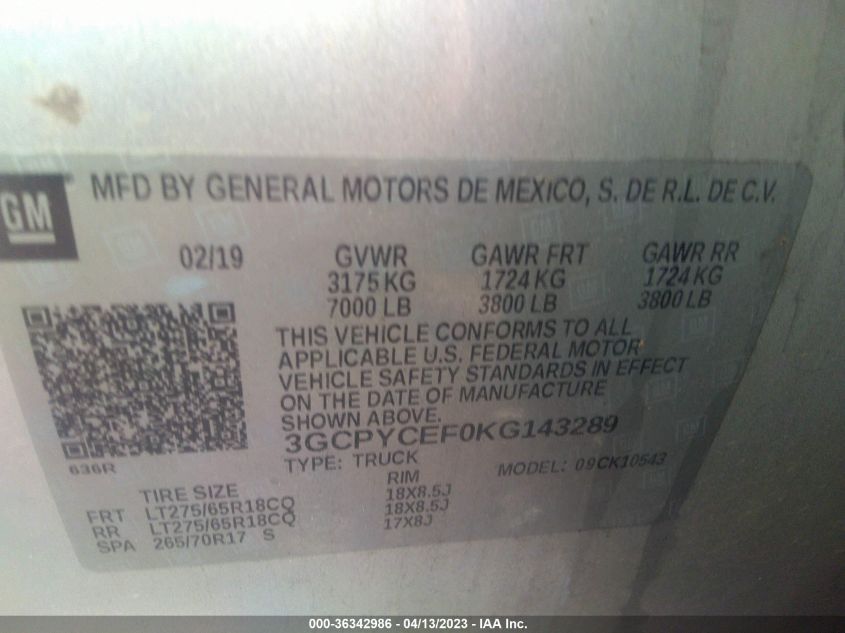 GM
MFD BY GENERAL MOTORS DE MEXICO, S. DE R.L. DE C.V.
02/19 GVWR GAWR FRT GAWR RR
3175 KG 1724 KG 1724 KG
7000 LB 3800 LB 3800 LB
THIS VEHICLE CONFORMS TO ALL
APPLICABLE U.S. FEDERAL MOTOR
VEHICLE SAFETY STANDARDS IN EFFECT
ON THE DATE OF MANUFACTURE
SHOWN ABOVE.
3GCPYCEF0KG143289
636R
TYPE: TRUCK MODEL: 09CK10543
TIRE SIZE RIM
FRT LT275/65R18CQ 18X8.5J
RR LT275/65R18CQ 18X8.5J
SPA 265/70R17 S 17X8J
000-36342986 - 04/13/2023 - IAA Inc.